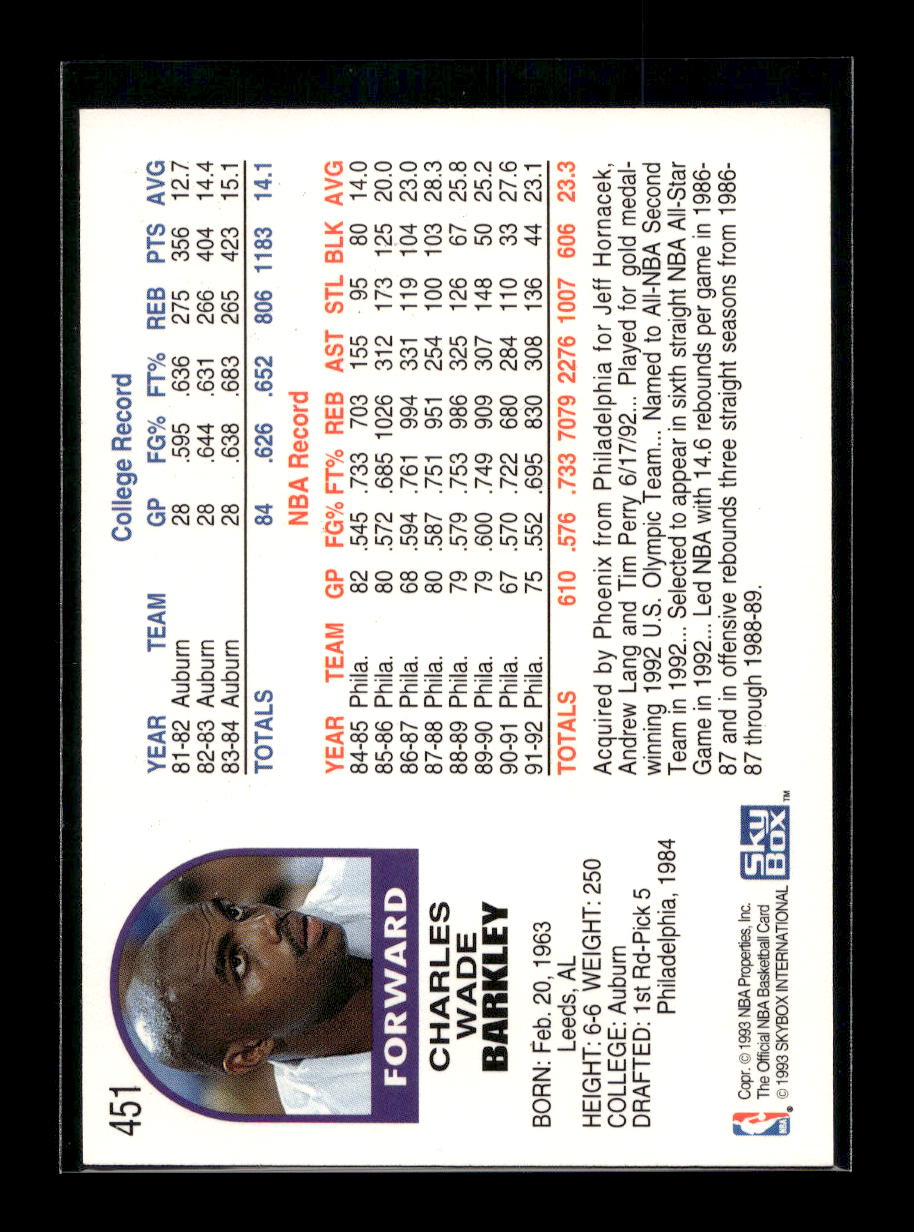 451
FORWARD
CHARLES
WADE
BARKLEY
BORN: Feb. 20, 1963
Leeds, AL
HEIGHT: 6-6 WEIGHT: 250
COLLEGE: Auburn
DRAFTED: 1st Rd-Pick 5
Philadelphia, 1984
NBA ®
Copr. © 1993 NBA Properties, Inc.
The Official NBA Basketball Card
© 1993 SKYBOX INTERNATIONAL
Sky
Box ™
College Record
YEAR TEAM GP FG% FT% REB PTS AVG
81-82 Auburn 28 .595 .636 275 356 12.7
82-83 Auburn 28 .644 .631 266 404 14.4
83-84 Auburn 28 .638 .683 265 423 15.1
TOTALS 84 .626 .652 806 1183 14.1
NBA Record
YEAR TEAM GP FG% FT% REB AST STL BLK AVG
84-85 Phila. 82 .545 .733 703 155 95 80 14.0
85-86 Phila. 80 .572 .685 1026 312 173 125 20.0
86-87 Phila. 68 .594 .761 994 331 119 104 23.0
87-88 Phila. 80 .587 .751 951 254 100 103 28.3
88-89 Phila. 79 .579 .753 986 325 126 67 25.8
89-90 Phila. 79 .600 .749 909 307 148 50 25.2
90-91 Phila. 67 .570 .722 680 284 110 33 27.6
91-92 Phila. 75 .552 .695 830 308 136 44 23.1
TOTALS 610 .576 .733 7079 2276 1007 606 23.3
Acquired by Phoenix from Philadelphia for Jeff Hornacek,
Andrew Lang and Tim Perry 6/17/92... Played for gold medal-
winning 1992 U.S. Olympic Team... Named to All-NBA Second
Team in 1992... Selected to appear in sixth straight NBA All-Star
Game in 1992... Led NBA with 14.6 rebounds per game in 1986-
87 and in offensive rebounds three straight seasons from 1986-
87 through 1988-89.